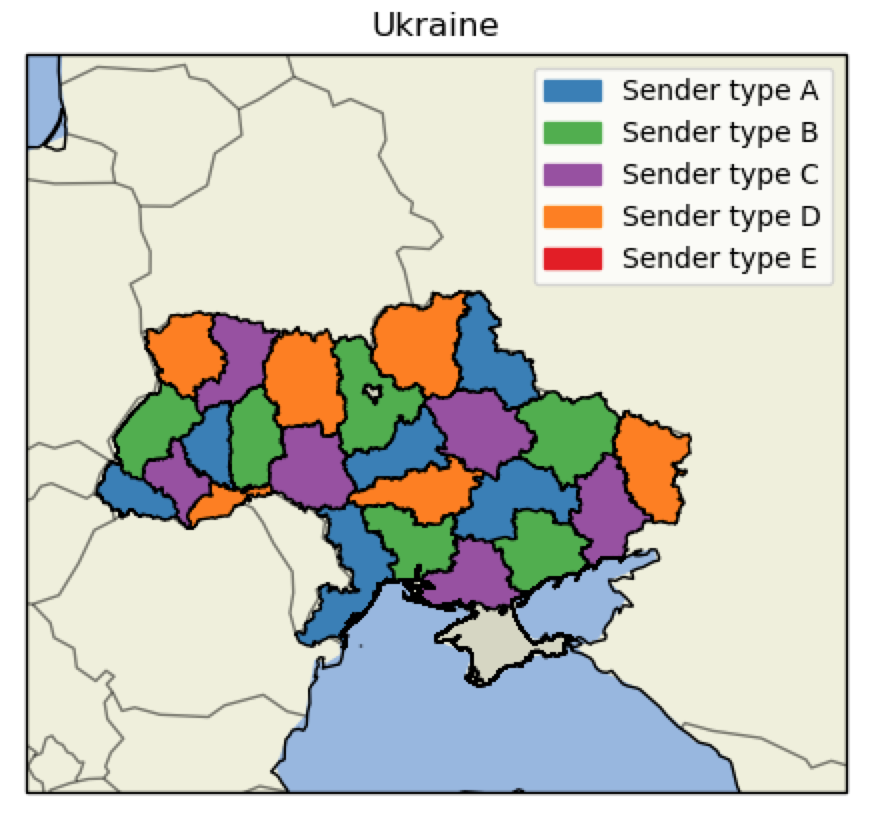 Ukraine
Sender type A
Sender type B
Sender type C
Sender type D
Sender type E